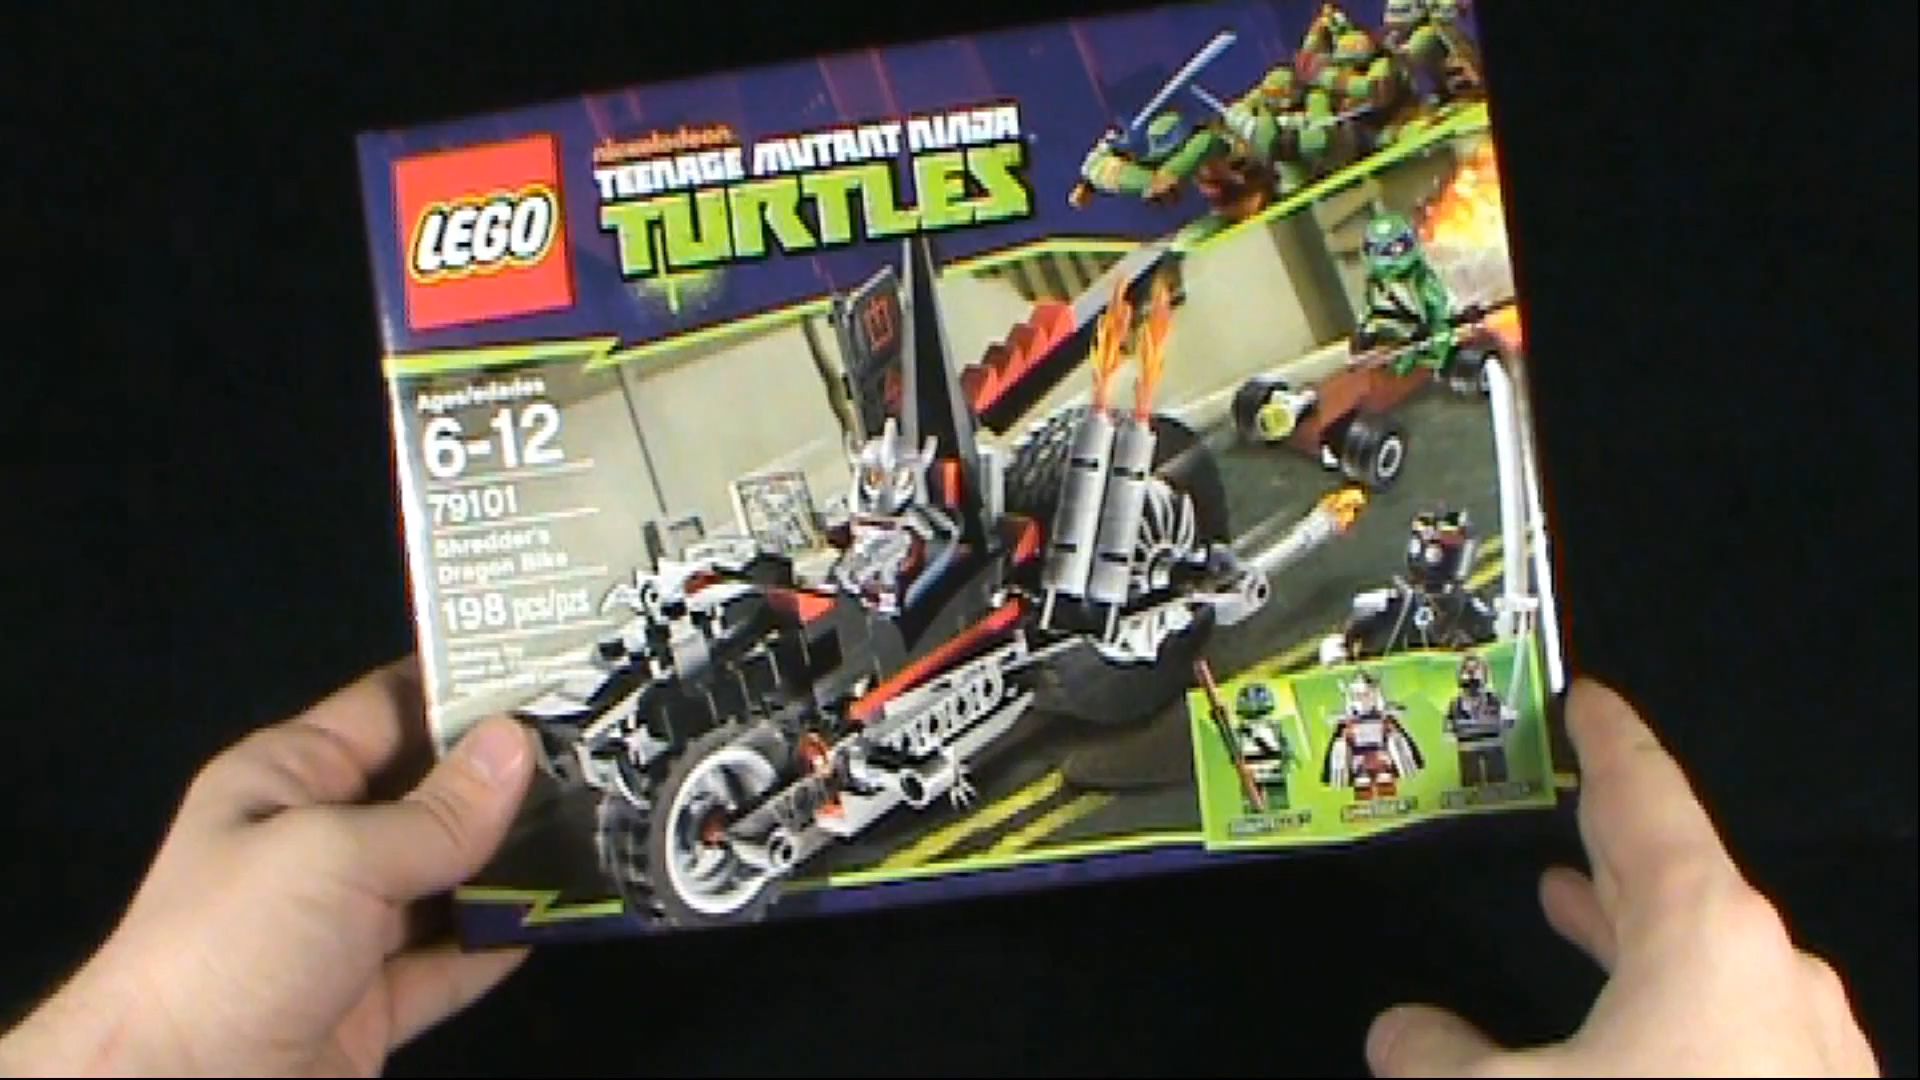 LEGO
nickelodeon
TEENAGE MUTANT NINJA
TURTLES
Ages/edades
6-12
79101
Shredder's
Dragon Bike
198 pcs/pzs